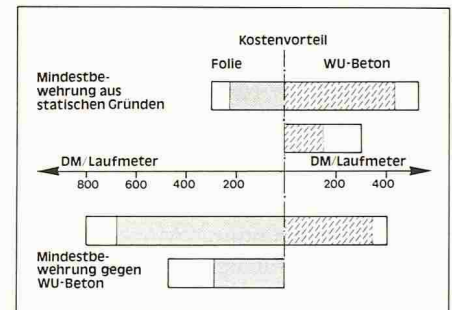 Kostenvorteil
Folie WU-Beton
Mindestbe-
wehrung aus
statischen Gründen
DM/Laufmeter DM/Laufmeter
800 600 400 200 200 400
Mindestbe-
wehrung gegen
WU-Beton